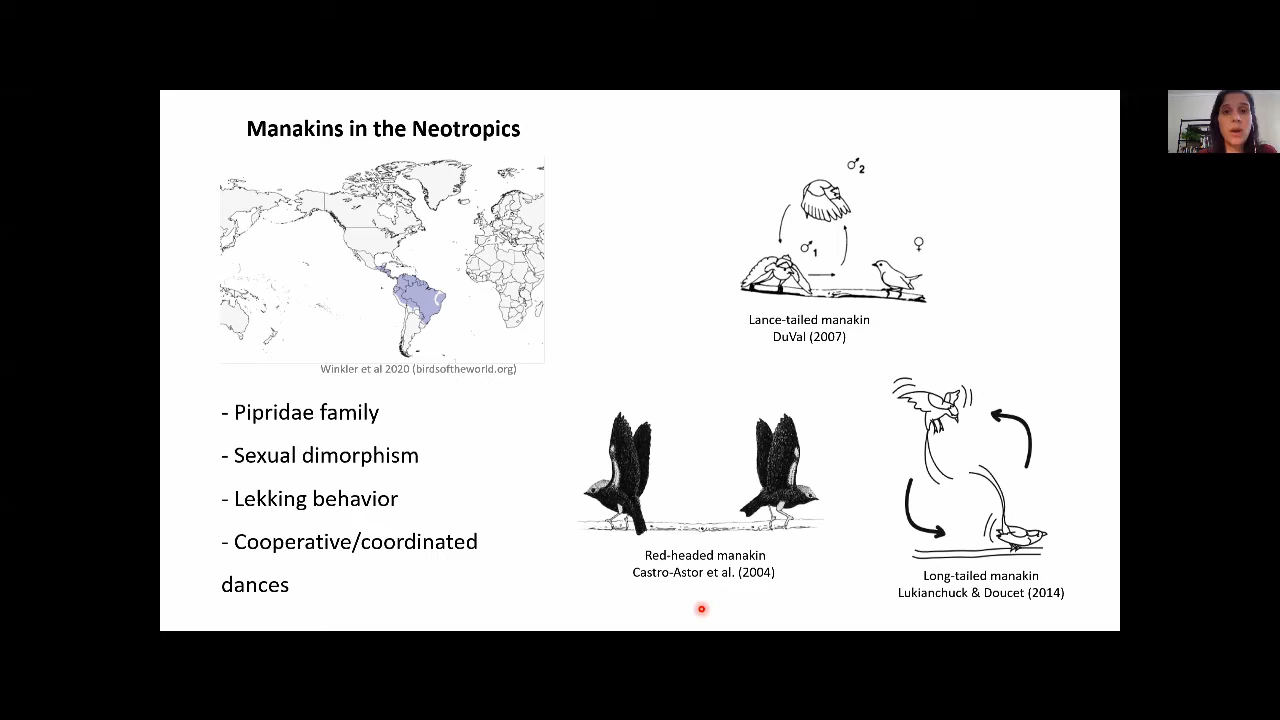 Manakins in the Neotropics
Winkler et al 2020 (birdsoftheworld.org)
- Pipridae family
- Sexual dimorphism
- Lekking behavior
- Cooperative/coordinated
dances
♂2
♂1
♀
Lance-tailed manakin
DuVal (2007)
Red-headed manakin
Castro-Astor et al. (2004)
Long-tailed manakin
Lukianchuck & Doucet (2014)